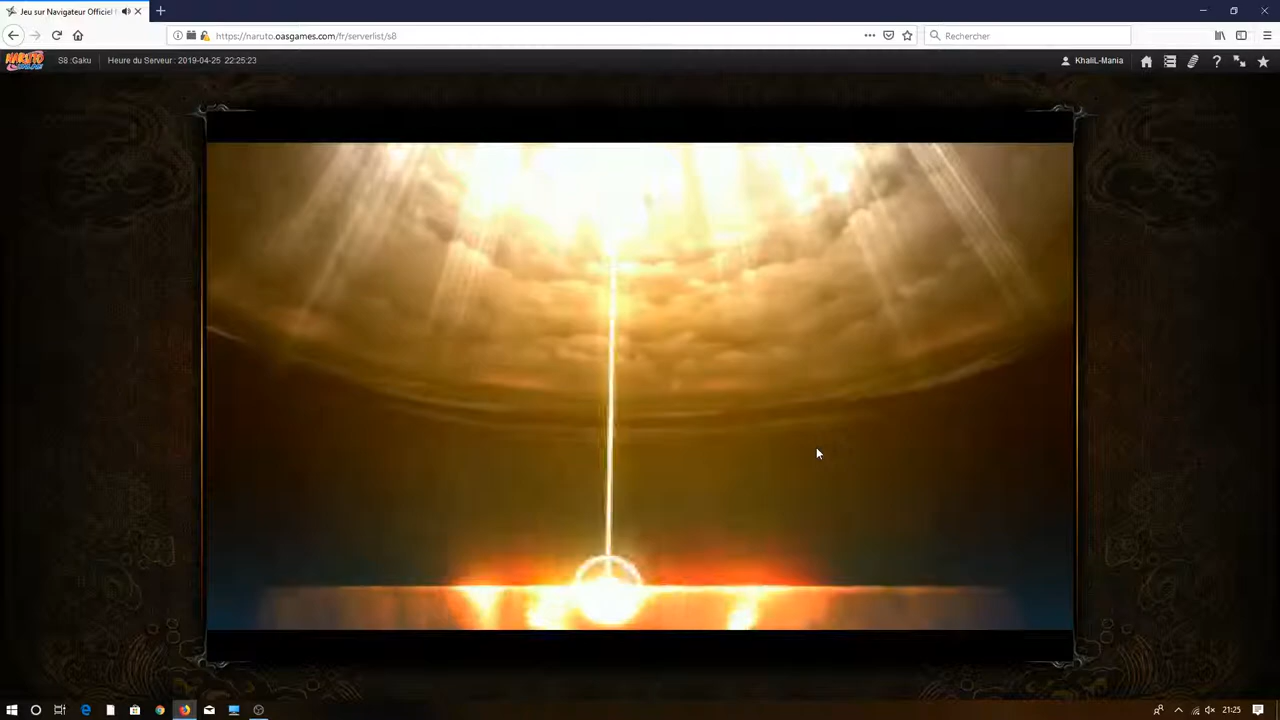 Jeu sur Navigateur Officiel
https://naruto.oasgames.com/fr/serverlist/s8
Rechercher
NARUTO
S8 :Gaku
Heure du Serveur : 2019-04-25 22:25:23
KhaliL-Mania
21:25